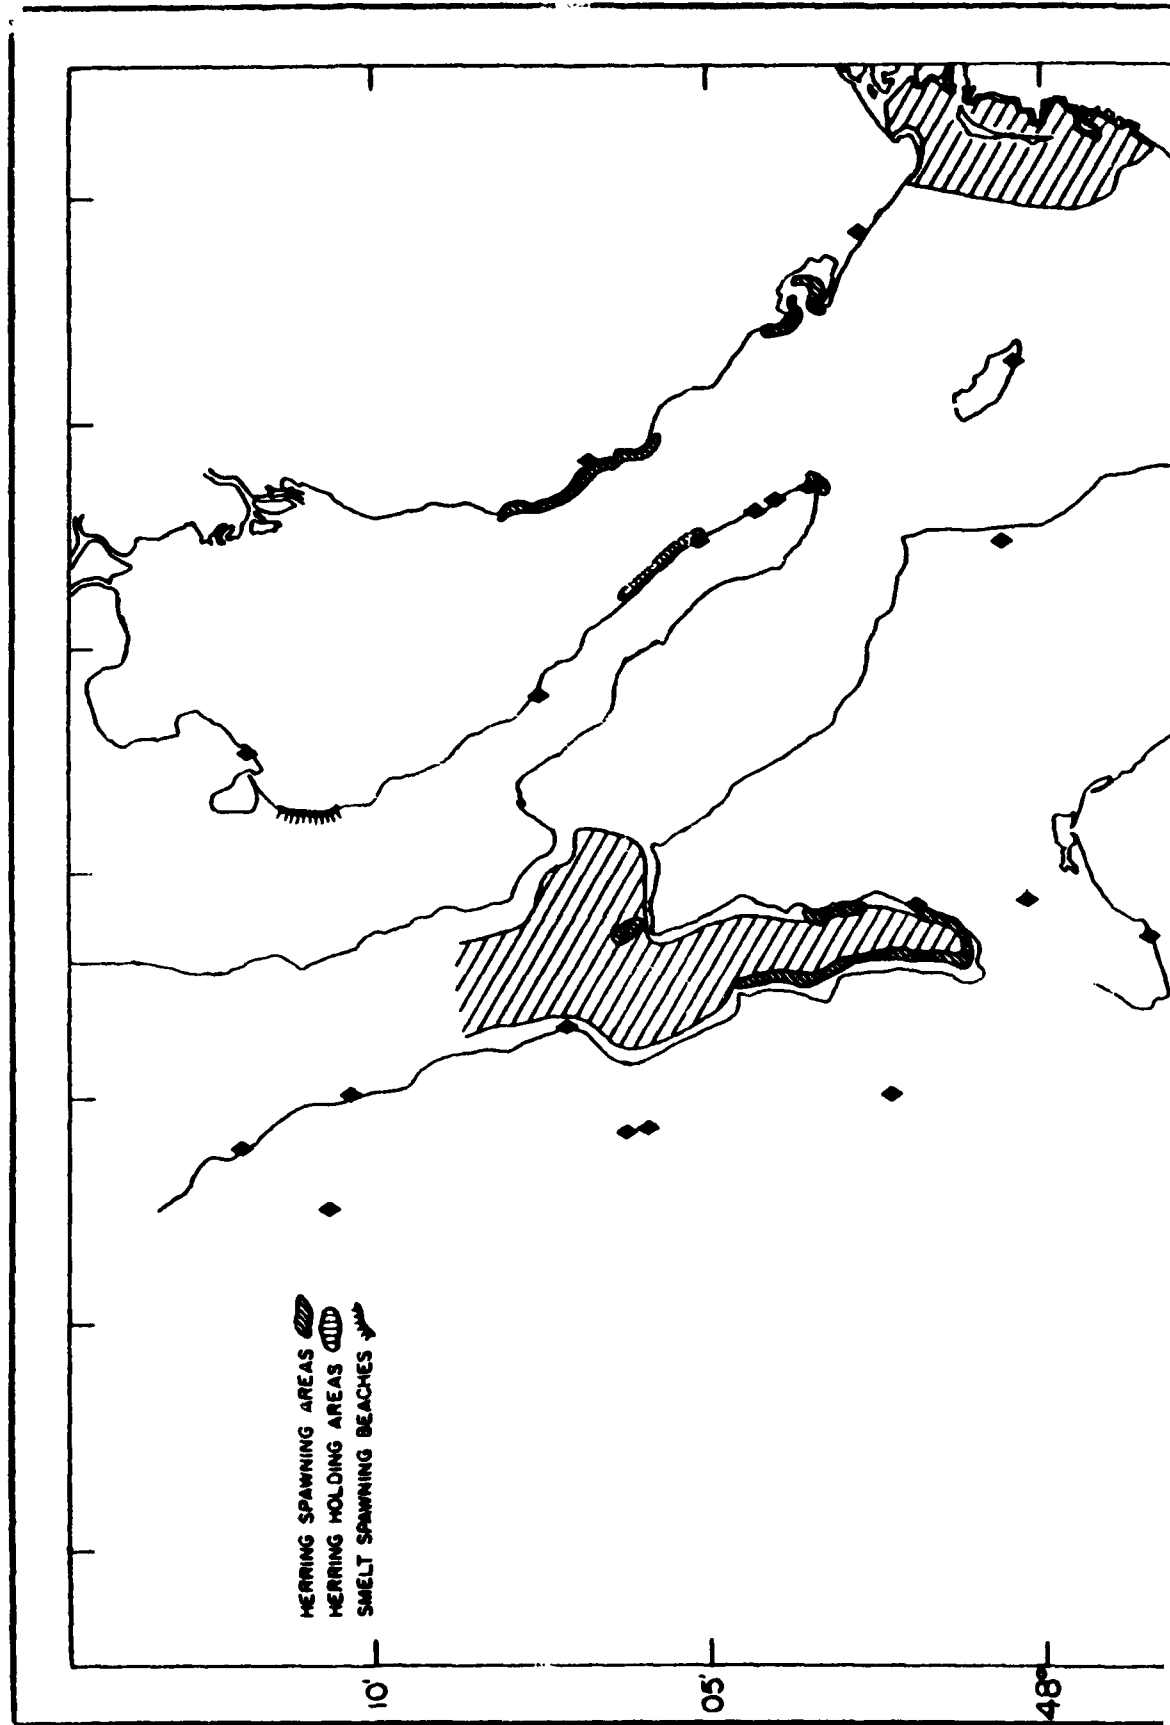 HERRING SPAWNING AREAS
HERRING HOLDING AREAS
SMELT SPAWNING BEACHES
10'
05'
48°